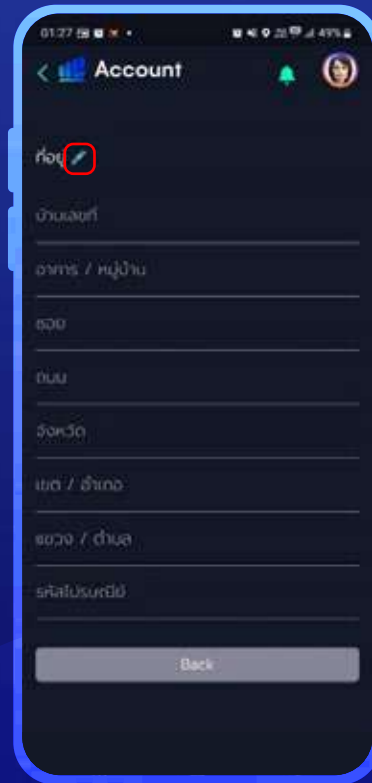 01:27 49%
Account
ที่อยู่
บ้านเลขที่
อาคาร / หมู่บ้าน
ซอย
ถนน
จังหวัด
เขต / อำเภอ
แขวง / ตำบล
รหัสไปรษณีย์
Back